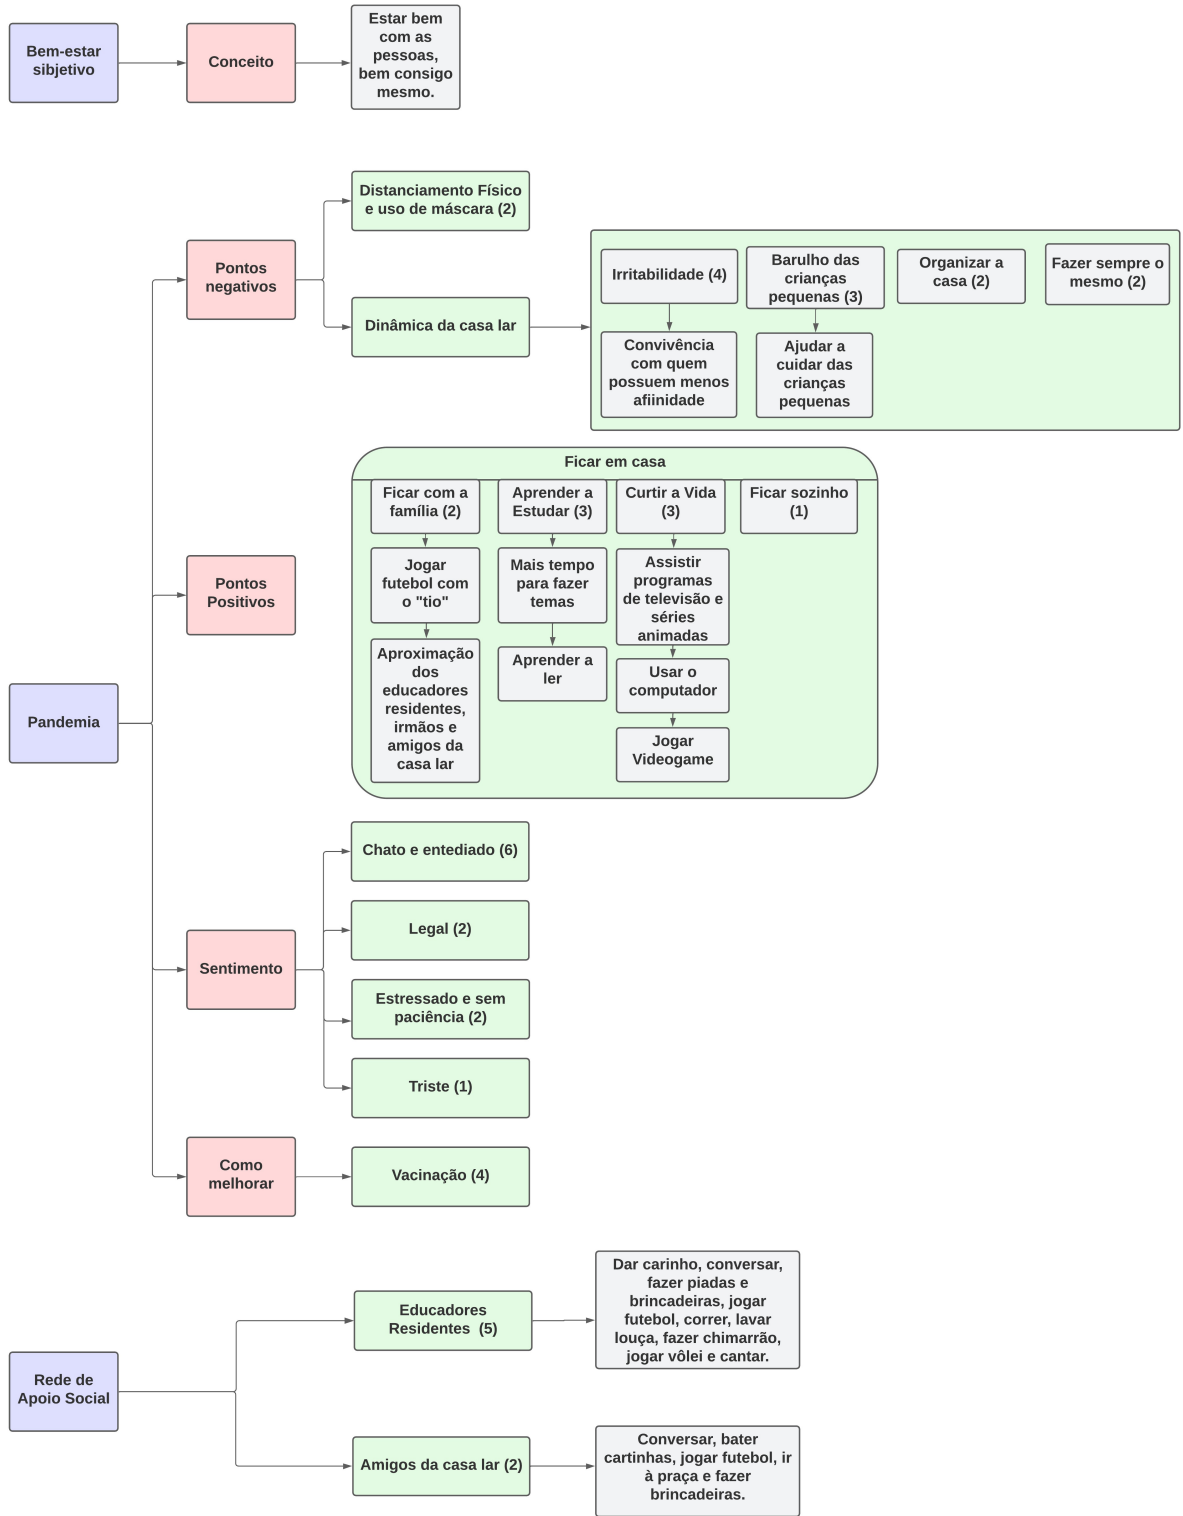 Bem-estar
sibjetivo
Conceito
Estar bem
com as
pessoas,
bem consigo
mesmo.
Pandemia
Pontos
negativos
Distanciamento Físico
e uso de máscara (2)
Dinâmica da casa lar
Irritabilidade (4)
Convivência
com quem
possuem menos
afiinidade
Barulho das
crianças
pequenas (3)
Ajudar a
cuidar das
crianças
pequenas
Organizar a
casa (2)
Fazer sempre o
mesmo (2)
Pontos
Positivos
Ficar em casa
Ficar com a
família (2)
Jogar
futebol com
o "tio"
Aproximação
dos
educadores
residentes,
irmãos e
amigos da
casa lar
Aprender a
Estudar (3)
Mais tempo
para fazer
temas
Aprender a
ler
Curtir a Vida
(3)
Assistir
programas
de televisão e
séries
animadas
Usar o
computador
Jogar
Videogame
Ficar sozinho
(1)
Sentimento
Chato e entediado (6)
Legal (2)
Estressado e sem
paciência (2)
Triste (1)
Como
melhorar
Vacinação (4)
Rede de
Apoio Social
Educadores
Residentes (5)
Dar carinho, conversar,
fazer piadas e
brincadeiras, jogar
futebol, correr, lavar
louça, fazer chimarrão,
jogar vôlei e cantar.
Amigos da casa lar (2)
Conversar, bater
cartinhas, jogar futebol, ir
à praça e fazer
brincadeiras.